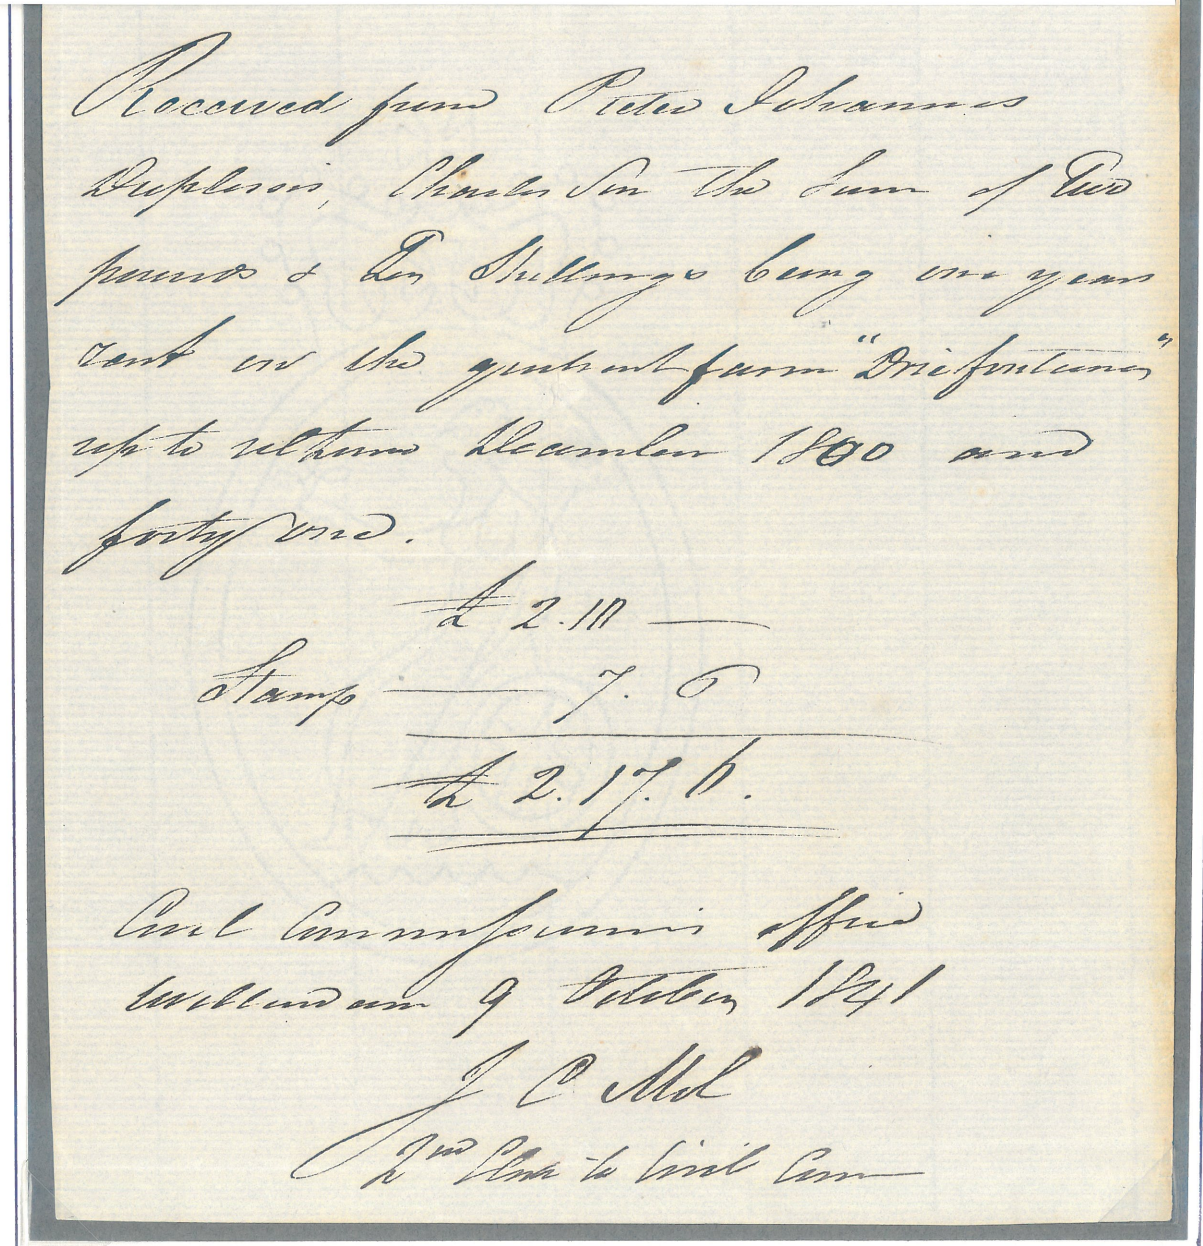 Received from Pieter Johannes
Duplessis, Charles Son the Sum of Two
pounds & Ten Shillings being one years
rent on the quitrent farm "Driefonteinen"
up to ultimo December 1800 and
forty one.
£ 2.10 —
Stamp — 7. 6
£ 2.17. 6.
Civil Commissioners office
Swellendam 9 October 1841
J C Mol
2nd Clerk to Civil Com